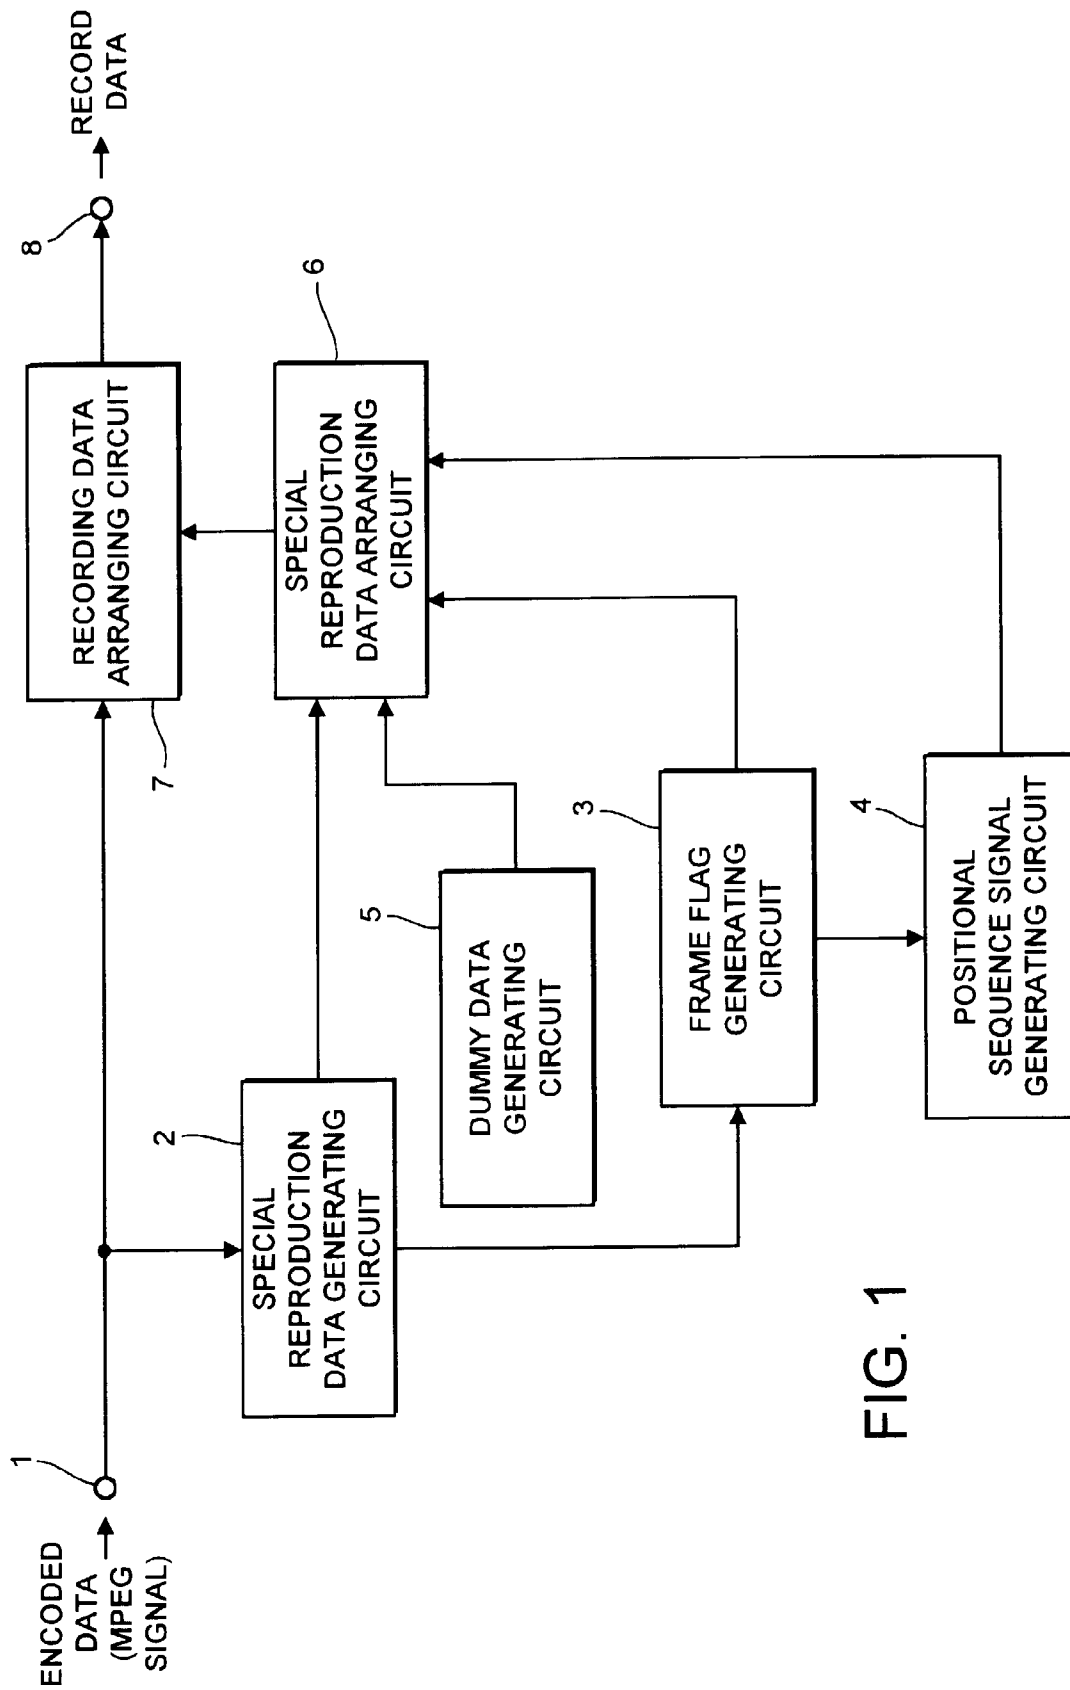 ENCODED
DATA
(MPEG
SIGNAL)
1
7
RECORDING DATA
ARRANGING CIRCUIT
8
RECORD
DATA
2
SPECIAL
REPRODUCTION
DATA GENERATING
CIRCUIT
6
SPECIAL
REPRODUCTION
DATA ARRANGING
CIRCUIT
5
DUMMY DATA
GENERATING
CIRCUIT
3
FRAME FLAG
GENERATING
CIRCUIT
4
POSITIONAL
SEQUENCE SIGNAL
GENERATING CIRCUIT
FIG. 1